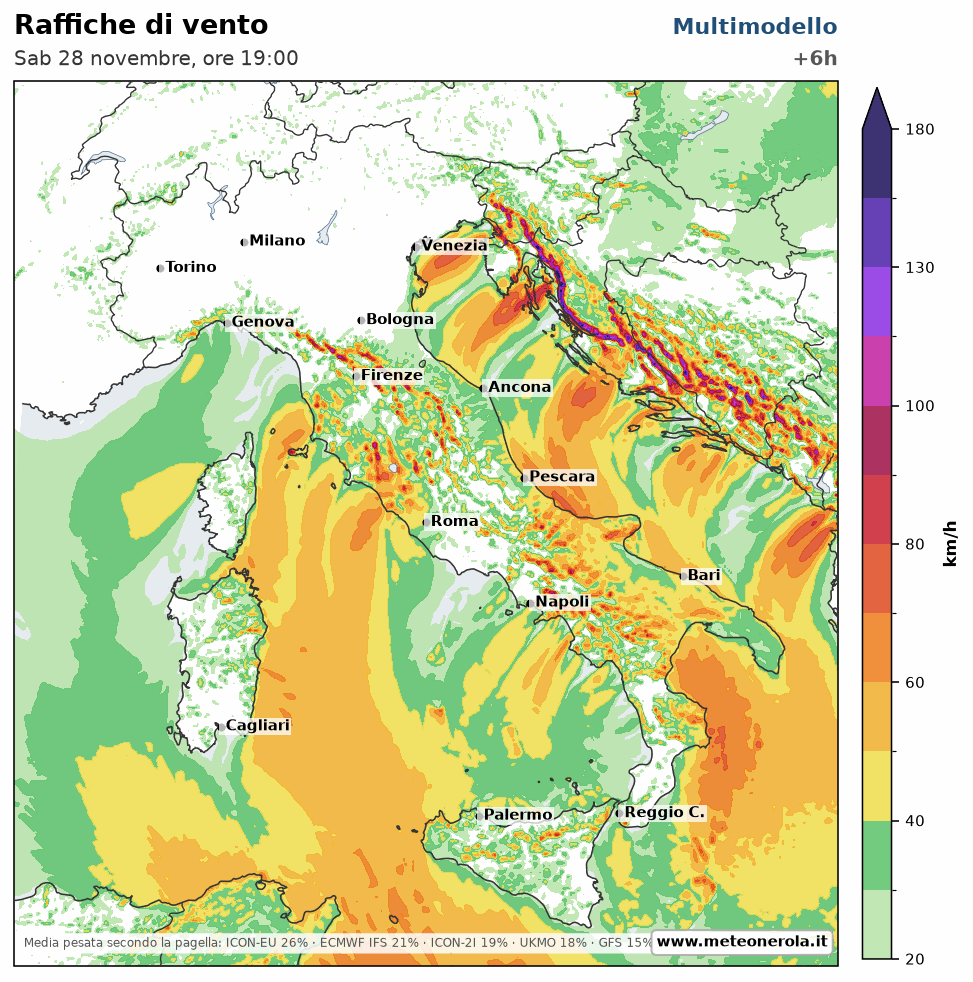 Raffiche di vento
Multimodello
Sab 28 novembre, ore 19:00
+6h
180
Venezia
Milano
Torino
130
Genova
Bologna
Firenze
Ancona
100
Pescara
Roma
80
km/h
Bari
Napoli
60
Cagliari
Palermo
Reggio C.
40
Media pesata secondo la pagella: ICON-EU 26% · ECMWF IFS 21% · ICON-2I 19% · UKMO 18% · GFS 15%
www.meteonerola.it
20